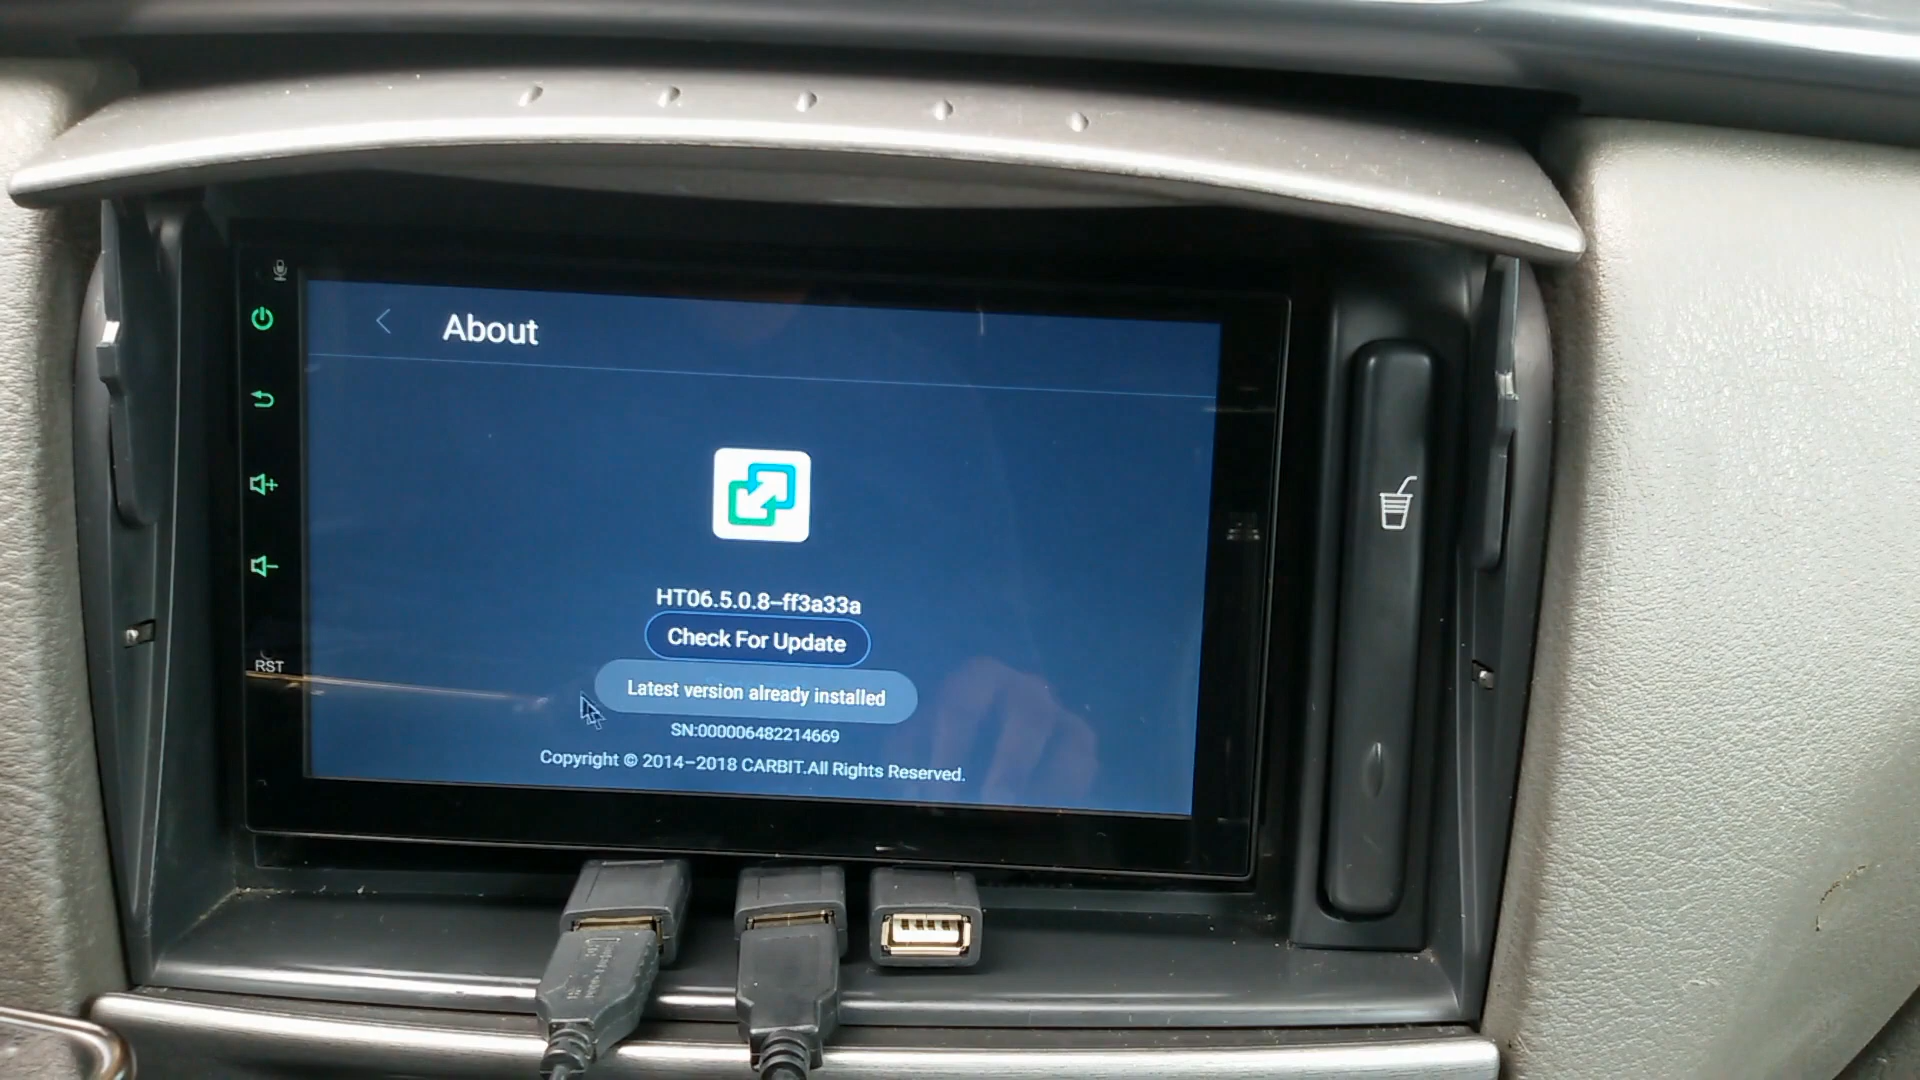 About
HT06.5.0.8-ff3a33a
Check For Update
Latest version already installed
RST
SN:000006482214669
Copyright © 2014-2018 CARBIT.All Rights Reserved.